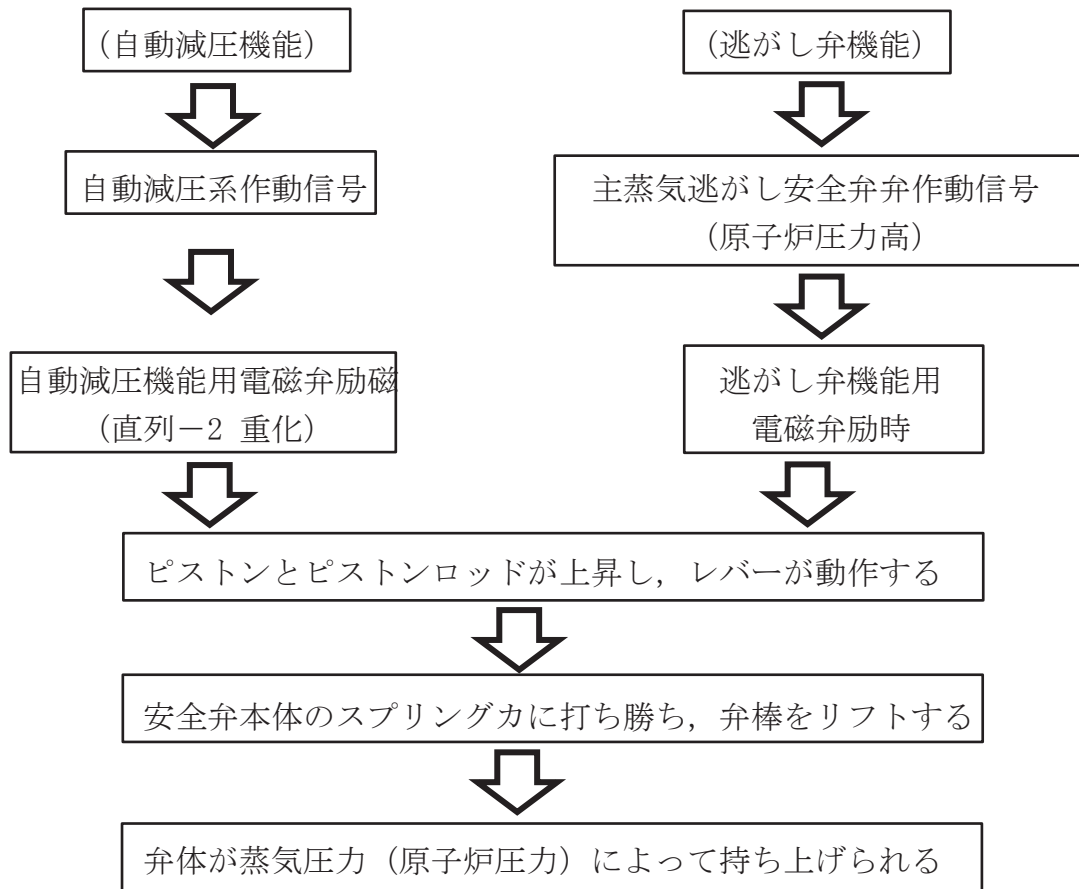 (自動減圧機能)
(逃がし弁機能)
自動減圧系作動信号
主蒸気逃がし安全弁弁作動信号
(原子炉圧力高)
自動減圧機能用電磁弁励磁
(直列－2 重化)
逃がし弁機能用
電磁弁励時
ピストンとピストンロッドが上昇し，レバーが動作する
安全弁本体のスプリングカに打ち勝ち，弁棒をリフトする
弁体が蒸気圧力（原子炉圧力）によって持ち上げられる